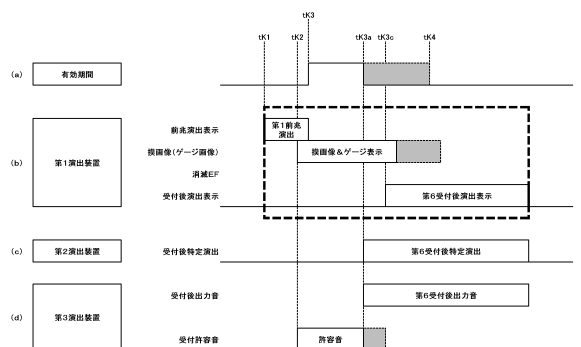 tK3
tK1 tK2 tK3a tK3c tK4
(a) 有効期間
前兆演出表示 第1前兆
演出
(b) 第1演出装置 操画像(ゲージ画像) 操画像&ゲージ表示
消滅EF
受付後演出表示 第6受付後演出表示
(c) 第2演出装置 受付後特定演出 第6受付後特定演出
受付後出力音 第6受付後出力音
(d) 第3演出装置
受付許容音 許容音